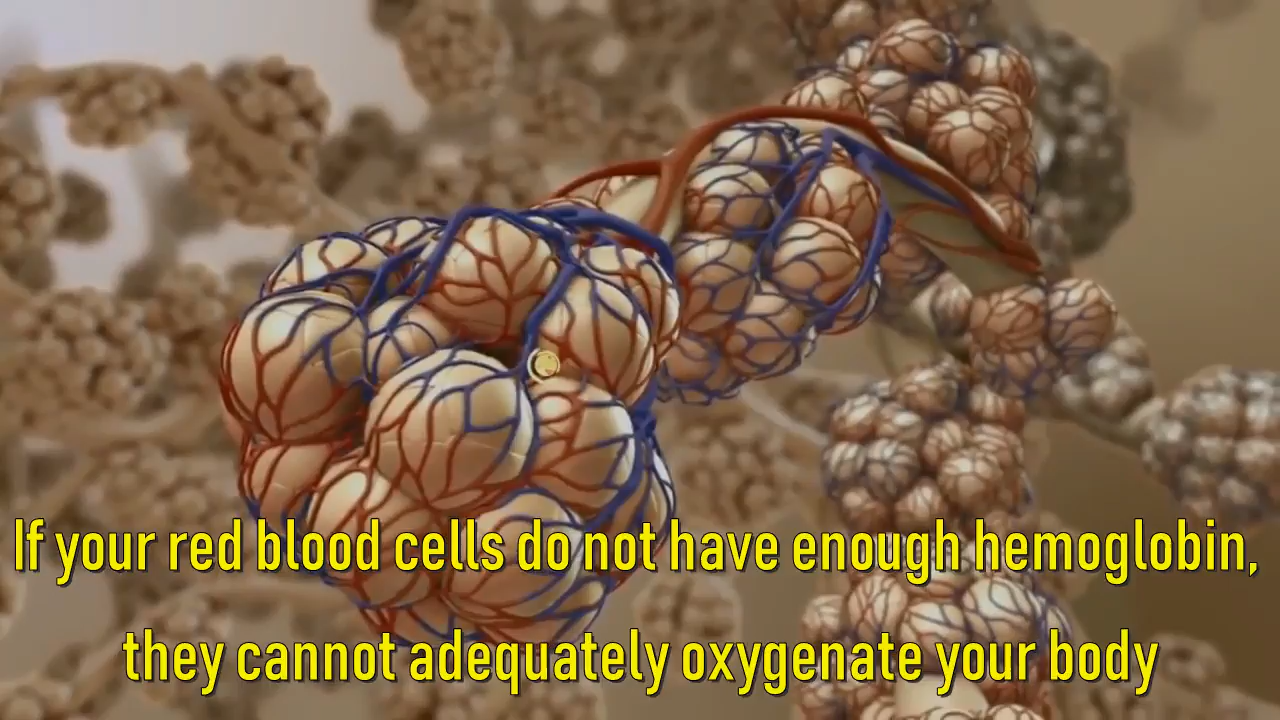 If your red blood cells do not have enough hemoglobin,
they cannot adequately oxygenate your body